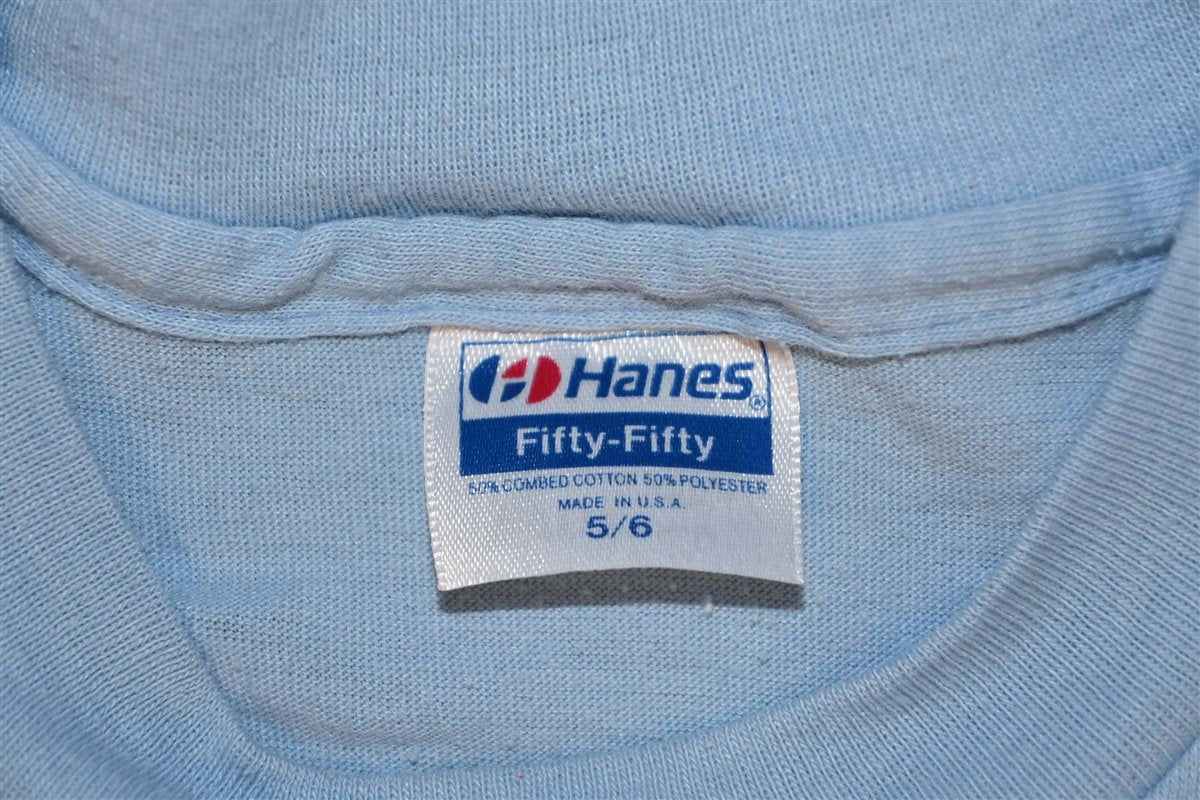 Hanes®
Fifty-Fifty
50% COMBED COTTON 50% POLYESTER
MADE IN U.S.A.
5/6